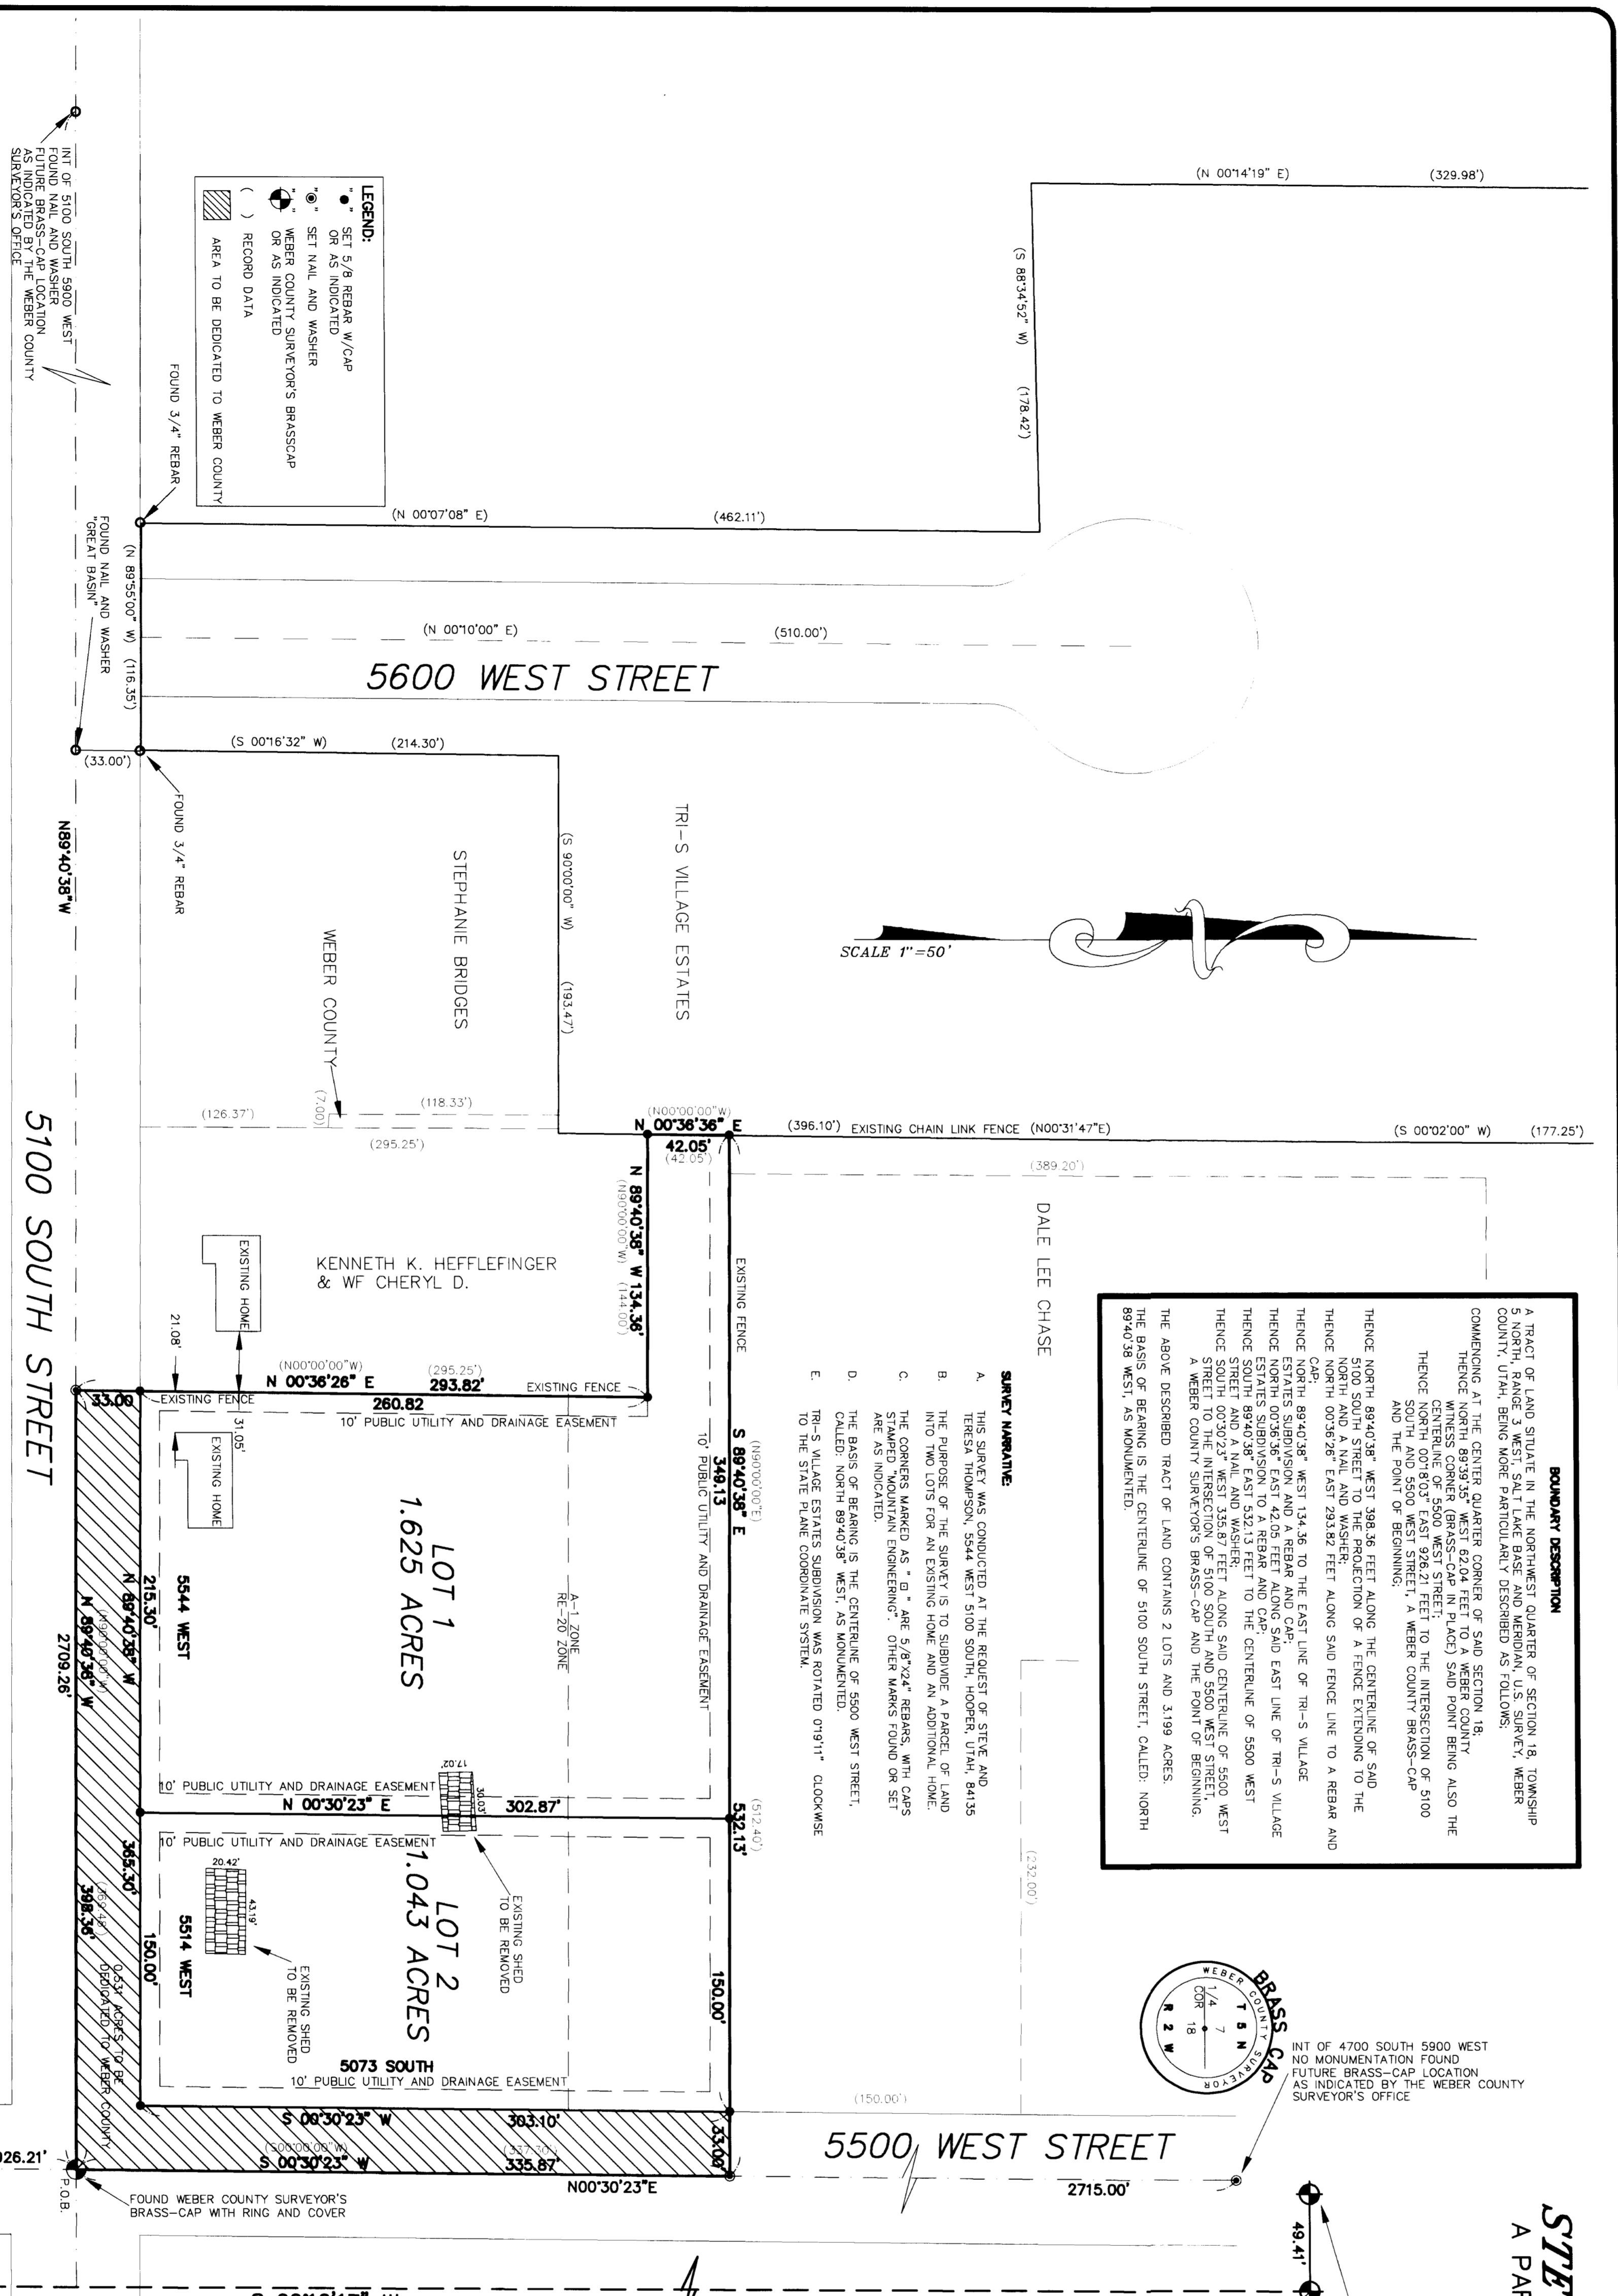 BOUNDARY DESCRIPTION
A TRACT OF LAND SITUATE IN THE NORTHWEST QUARTER OF SECTION 18, TOWNSHIP
5 NORTH, RANGE 3 WEST, SALT LAKE BASE AND MERIDIAN, U.S. SURVEY, WEBER
COUNTY, UTAH, BEING MORE PARTICULARLY DESCRIBED AS FOLLOWS;
COMMENCING AT THE CENTER QUARTER CORNER OF SAID SECTION 18;
THENCE NORTH 89°39'35" WEST 62.04 FEET TO A WEBER COUNTY
WITNESS CORNER (BRASS-CAP IN PLACE) SAID POINT BEING ALSO THE
CENTERLINE OF 5500 WEST STREET;
THENCE NORTH 00°18'03" EAST 926.21 FEET TO THE INTERSECTION OF 5100
SOUTH AND 5500 WEST STREET, A WEBER COUNTY BRASS-CAP
AND THE POINT OF BEGINNING;
THENCE NORTH 89°40'38" WEST 398.36 FEET ALONG THE CENTERLINE OF SAID
5100 SOUTH STREET TO THE PROJECTION OF A FENCE EXTENDING TO THE
NORTH AND A NAIL AND WASHER;
THENCE NORTH 00°36'26" EAST 293.82 FEET ALONG SAID FENCE LINE TO A REBAR AND
CAP;
THENCE NORTH 89°40'38" WEST 134.36 TO THE EAST LINE OF TRI-S VILLAGE
ESTATES SUBDIVISION AND A REBAR AND CAP;
THENCE NORTH 00°36'36" EAST 42.05 FEET ALONG SAID EAST LINE OF TRI-S VILLAGE
ESTATES SUBDIVISION TO A REBAR AND CAP;
THENCE SOUTH 89°40'38" EAST 532.13 FEET TO THE CENTERLINE OF 5500 WEST
STREET AND A NAIL AND WASHER;
THENCE SOUTH 00°30'23" WEST 335.87 FEET ALONG SAID CENTERLINE OF 5500 WEST
STREET TO THE INTERSECTION OF 5100 SOUTH AND 5500 WEST STREET,
A WEBER COUNTY SURVEYOR'S BRASS-CAP AND THE POINT OF BEGINNING.
THE ABOVE DESCRIBED TRACT OF LAND CONTAINS 2 LOTS AND 3.199 ACRES.
THE BASIS OF BEARING IS THE CENTERLINE OF 5100 SOUTH STREET, CALLED: NORTH
89°40'38 WEST, AS MONUMENTED.
SURVEY NARRATIVE:
A. THIS SURVEY WAS CONDUCTED AT THE REQUEST OF STEVE AND
TERESA THOMPSON, 5544 WEST 5100 SOUTH, HOOPER, UTAH, 84135
B. THE PURPOSE OF THE SURVEY IS TO SUBDIVIDE A PARCEL OF LAND
INTO TWO LOTS FOR AN EXISTING HOME AND AN ADDITIONAL HOME.
C. THE CORNERS MARKED AS " ⊡ " ARE 5/8"X24" REBARS, WITH CAPS
STAMPED "MOUNTAIN ENGINEERING". OTHER MARKS FOUND OR SET
ARE AS INDICATED.
D. THE BASIS OF BEARING IS THE CENTERLINE OF 5500 WEST STREET,
CALLED: NORTH 89°40'38" WEST, AS MONUMENTED.
E. TRI-S VILLAGE ESTATES SUBDIVISION WAS ROTATED 0°19'11" CLOCKWISE
TO THE STATE PLANE COORDINATE SYSTEM.
LEGEND:
" ● " SET 5/8 REBAR W/CAP
OR AS INDICATED
" ◉ " SET NAIL AND WASHER
" " WEBER COUNTY SURVEYOR'S BRASSCAP
OR AS INDICATED
( ) RECORD DATA
AREA TO BE DEDICATED TO WEBER COUNTY
INT OF 5100 SOUTH 5900 WEST
FOUND NAIL AND WASHER
FUTURE BRASS-CAP LOCATION
AS INDICATED BY THE WEBER COUNTY
SURVEYOR'S OFFICE
(N 00°14'19" E) (329.98')
(S 88°34'52" W) (178.42')
(N 00°07'08" E) (462.11')
FOUND 3/4" REBAR
(N 89°55'00" W) (116.35')
FOUND NAIL AND WASHER
"GREAT BASIN"
(N 00°10'00" E) (510.00')
5600 WEST STREET
(S 00°16'32" W) (214.30')
(33.00')
FOUND 3/4" REBAR
N89°40'38"W
TRI-S VILLAGE ESTATES
STEPHANIE BRIDGES
(S 90°00'00" W) (193.47')
WEBER COUNTY
SCALE 1"=50'
(7.00)
(118.33')
(126.37')
(295.25')
(N00°00'00"W)
N 00°36'36" E
42.05'
(42.05')
(396.10') EXISTING CHAIN LINK FENCE (N00°31'47"E)
(S 00°02'00" W) (177.25')
(389.20')
DALE LEE CHASE
N 89°40'38" W 134.36'
(N90°00'00"W) (144.00')
EXISTING FENCE
KENNETH K. HEFFLEFINGER
& WF CHERYL D.
EXISTING HOME
21.08'
(N00°00'00"W) (295.25')
N 00°36'26" E 293.82' EXISTING FENCE
33.00
EXISTING FENCE
260.82
10' PUBLIC UTILITY AND DRAINAGE EASEMENT
31.05'
EXISTING HOME
5100 SOUTH STREET
(N90°00'00"E)
S 89°40'38" E
349.13
10' PUBLIC UTILITY AND DRAINAGE EASEMENT
LOT 1
1.625 ACRES
A-1 ZONE
RE-20 ZONE
5544 WEST
215.30'
N 89°40'38" W
(N90°00'00"W)
N 89°40'38" W
2709.26'
10' PUBLIC UTILITY AND DRAINAGE EASEMENT
17.02'
30.03'
N 00°30'23" E 302.87'
532.13'
(512.40')
10' PUBLIC UTILITY AND DRAINAGE EASEMENT
365.30'
398.36'
20.42'
43.19'
LOT 2
1.043 ACRES
EXISTING SHED
TO BE REMOVED
EXISTING SHED
TO BE REMOVED
5514 WEST
150.00'
0.531 ACRES TO BE
DEDICATED TO WEBER COUNTY
150.00'
5073 SOUTH
10' PUBLIC UTILITY AND DRAINAGE EASEMENT
S 00°30'23" W 303.10'
33.00'
(S00°00'00"W) (337.30')
S 00°30'23" W 335.87'
N00°30'23"E
(232.00')
(150.00')
5500 WEST STREET
2715.00'
BRASS CAP
WEBER COUNTY SURVEYOR
T 5 N
1/4 7
COR 18
R 2 W
INT OF 4700 SOUTH 5900 WEST
NO MONUMENTATION FOUND
FUTURE BRASS-CAP LOCATION
AS INDICATED BY THE WEBER COUNTY
SURVEYOR'S OFFICE
P.O.B.
FOUND WEBER COUNTY SURVEYOR'S
BRASS-CAP WITH RING AND COVER
26.21'
49.41'
STE
A PA